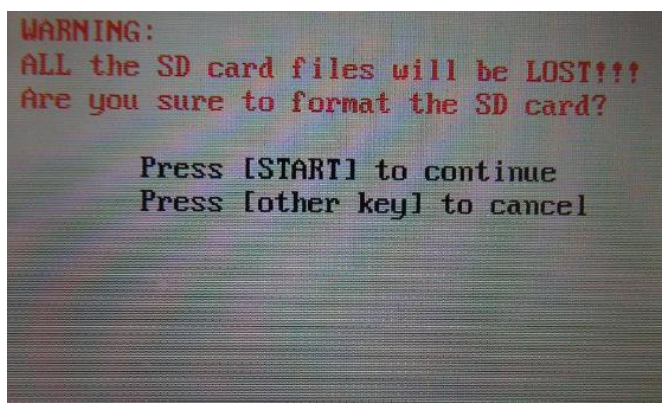 WARNING:
ALL the SD card files will be LOST!!!
Are you sure to format the SD card?
Press [START] to continue
Press [other key] to cancel